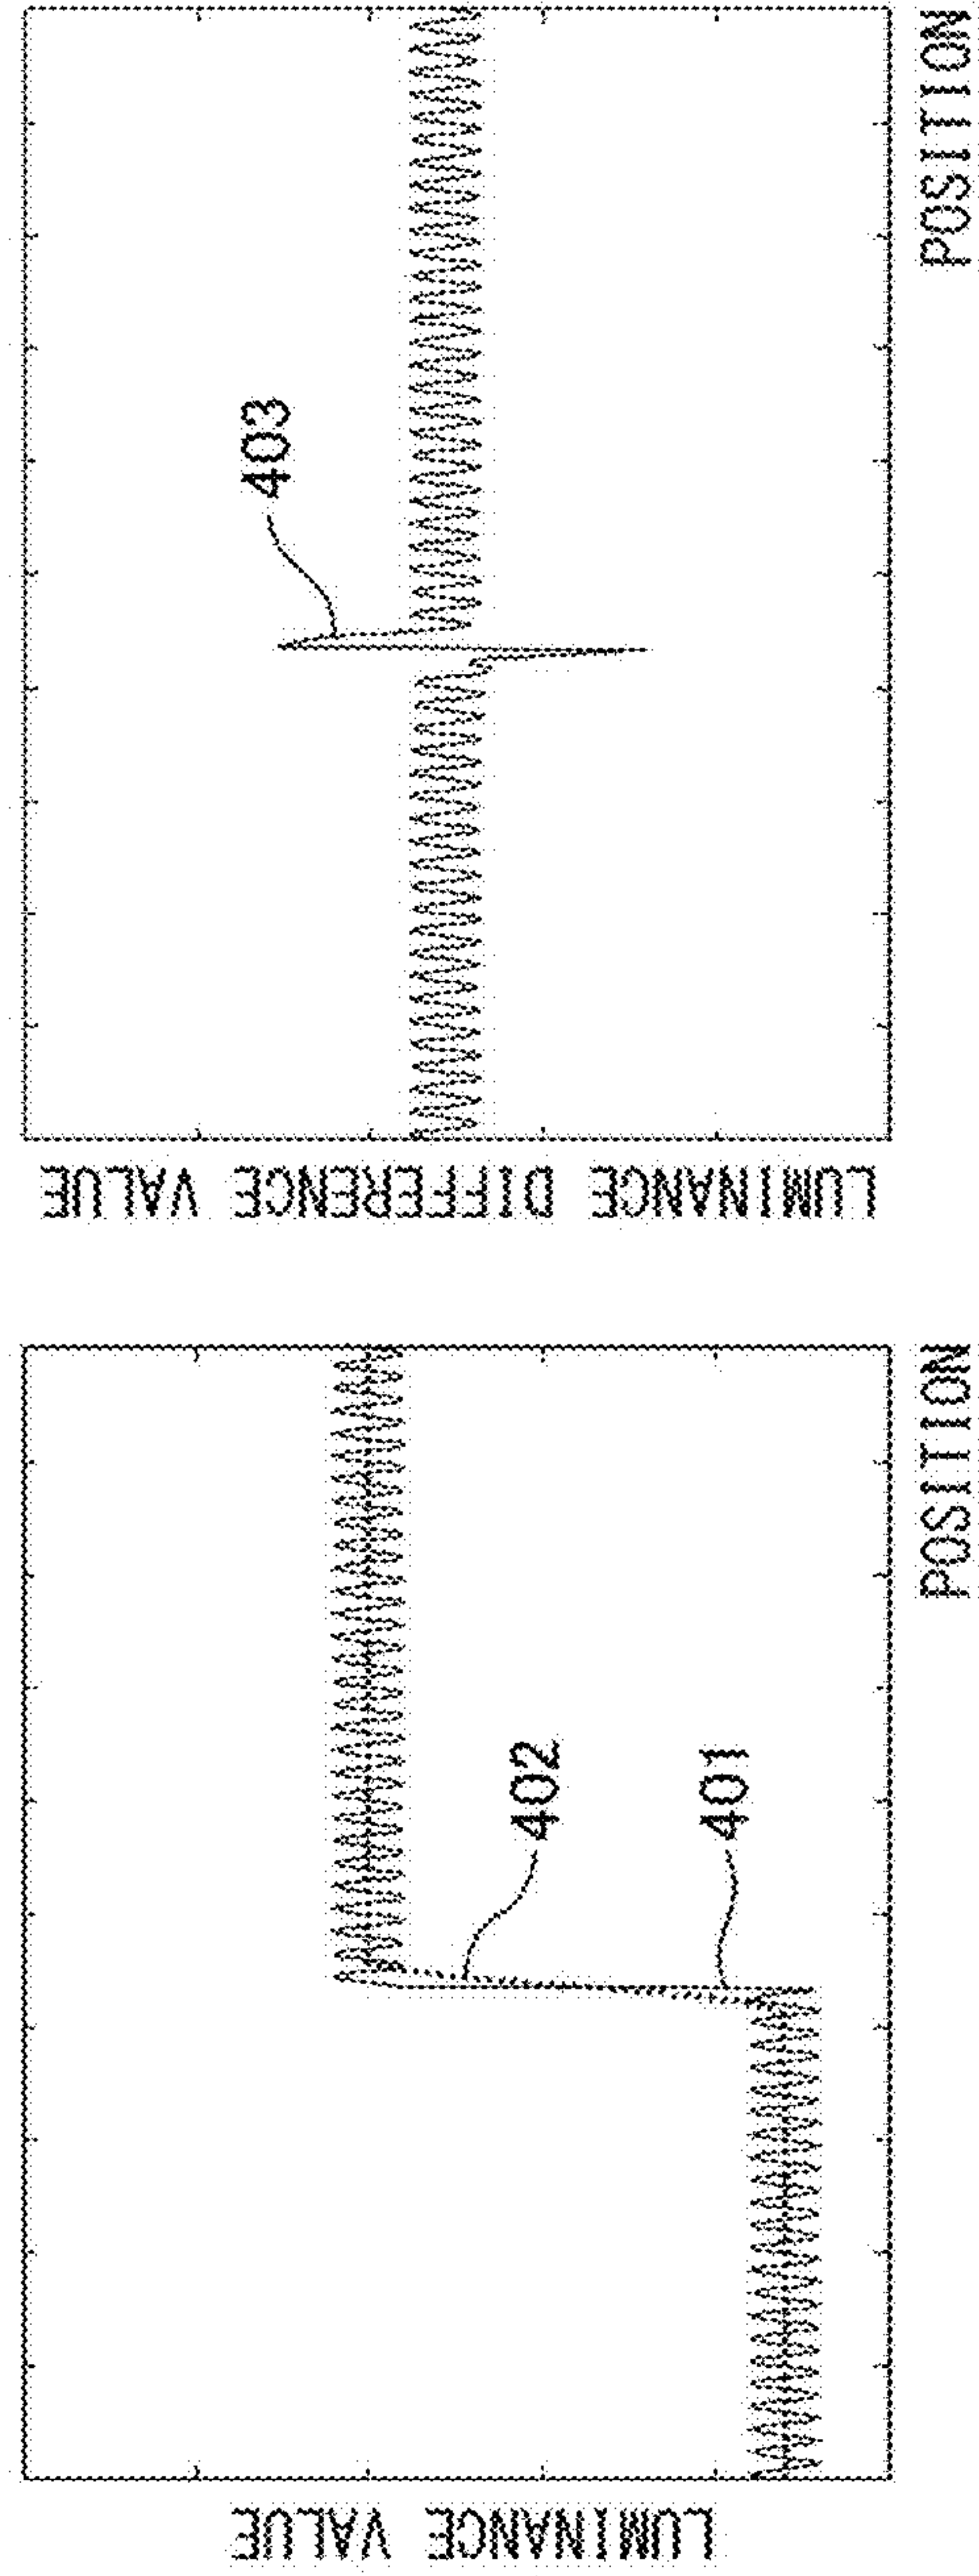 LUMINANCE VALUE
402
401
POSITION
LUMINANCE DIFFERENCE VALUE
403
POSITION